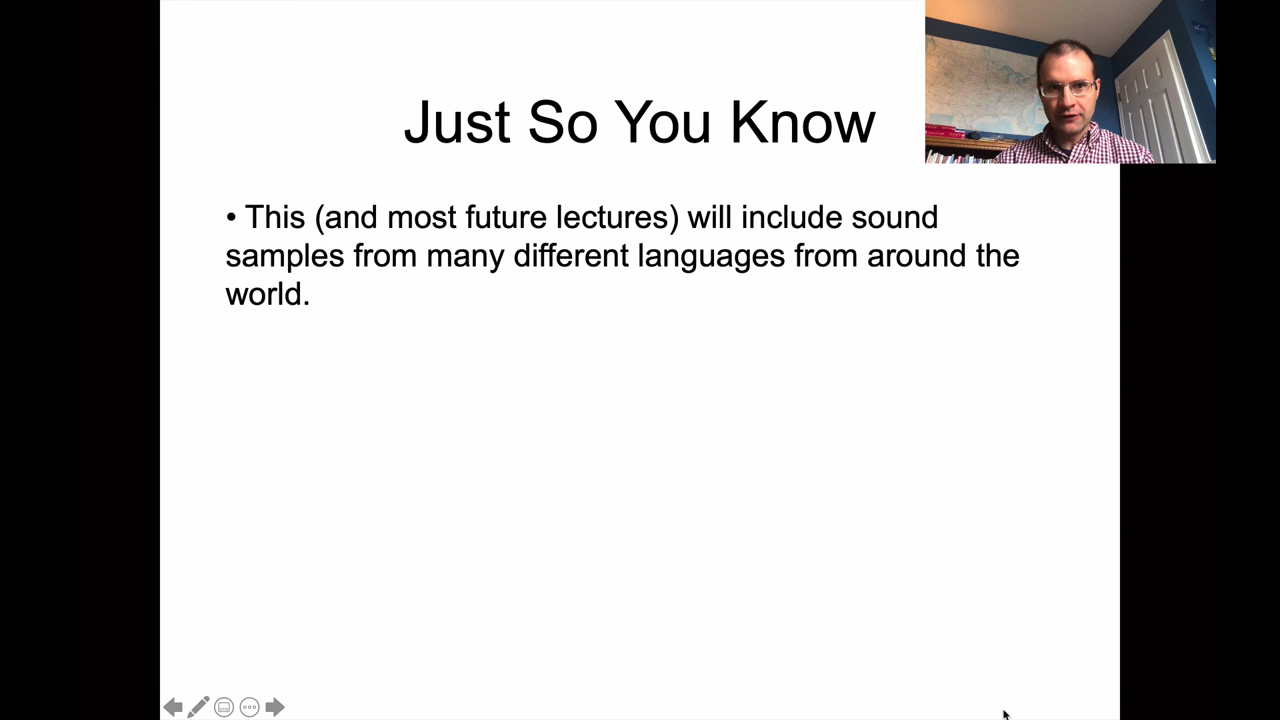 Just So You Know
• This (and most future lectures) will include sound
samples from many different languages from around the
world.